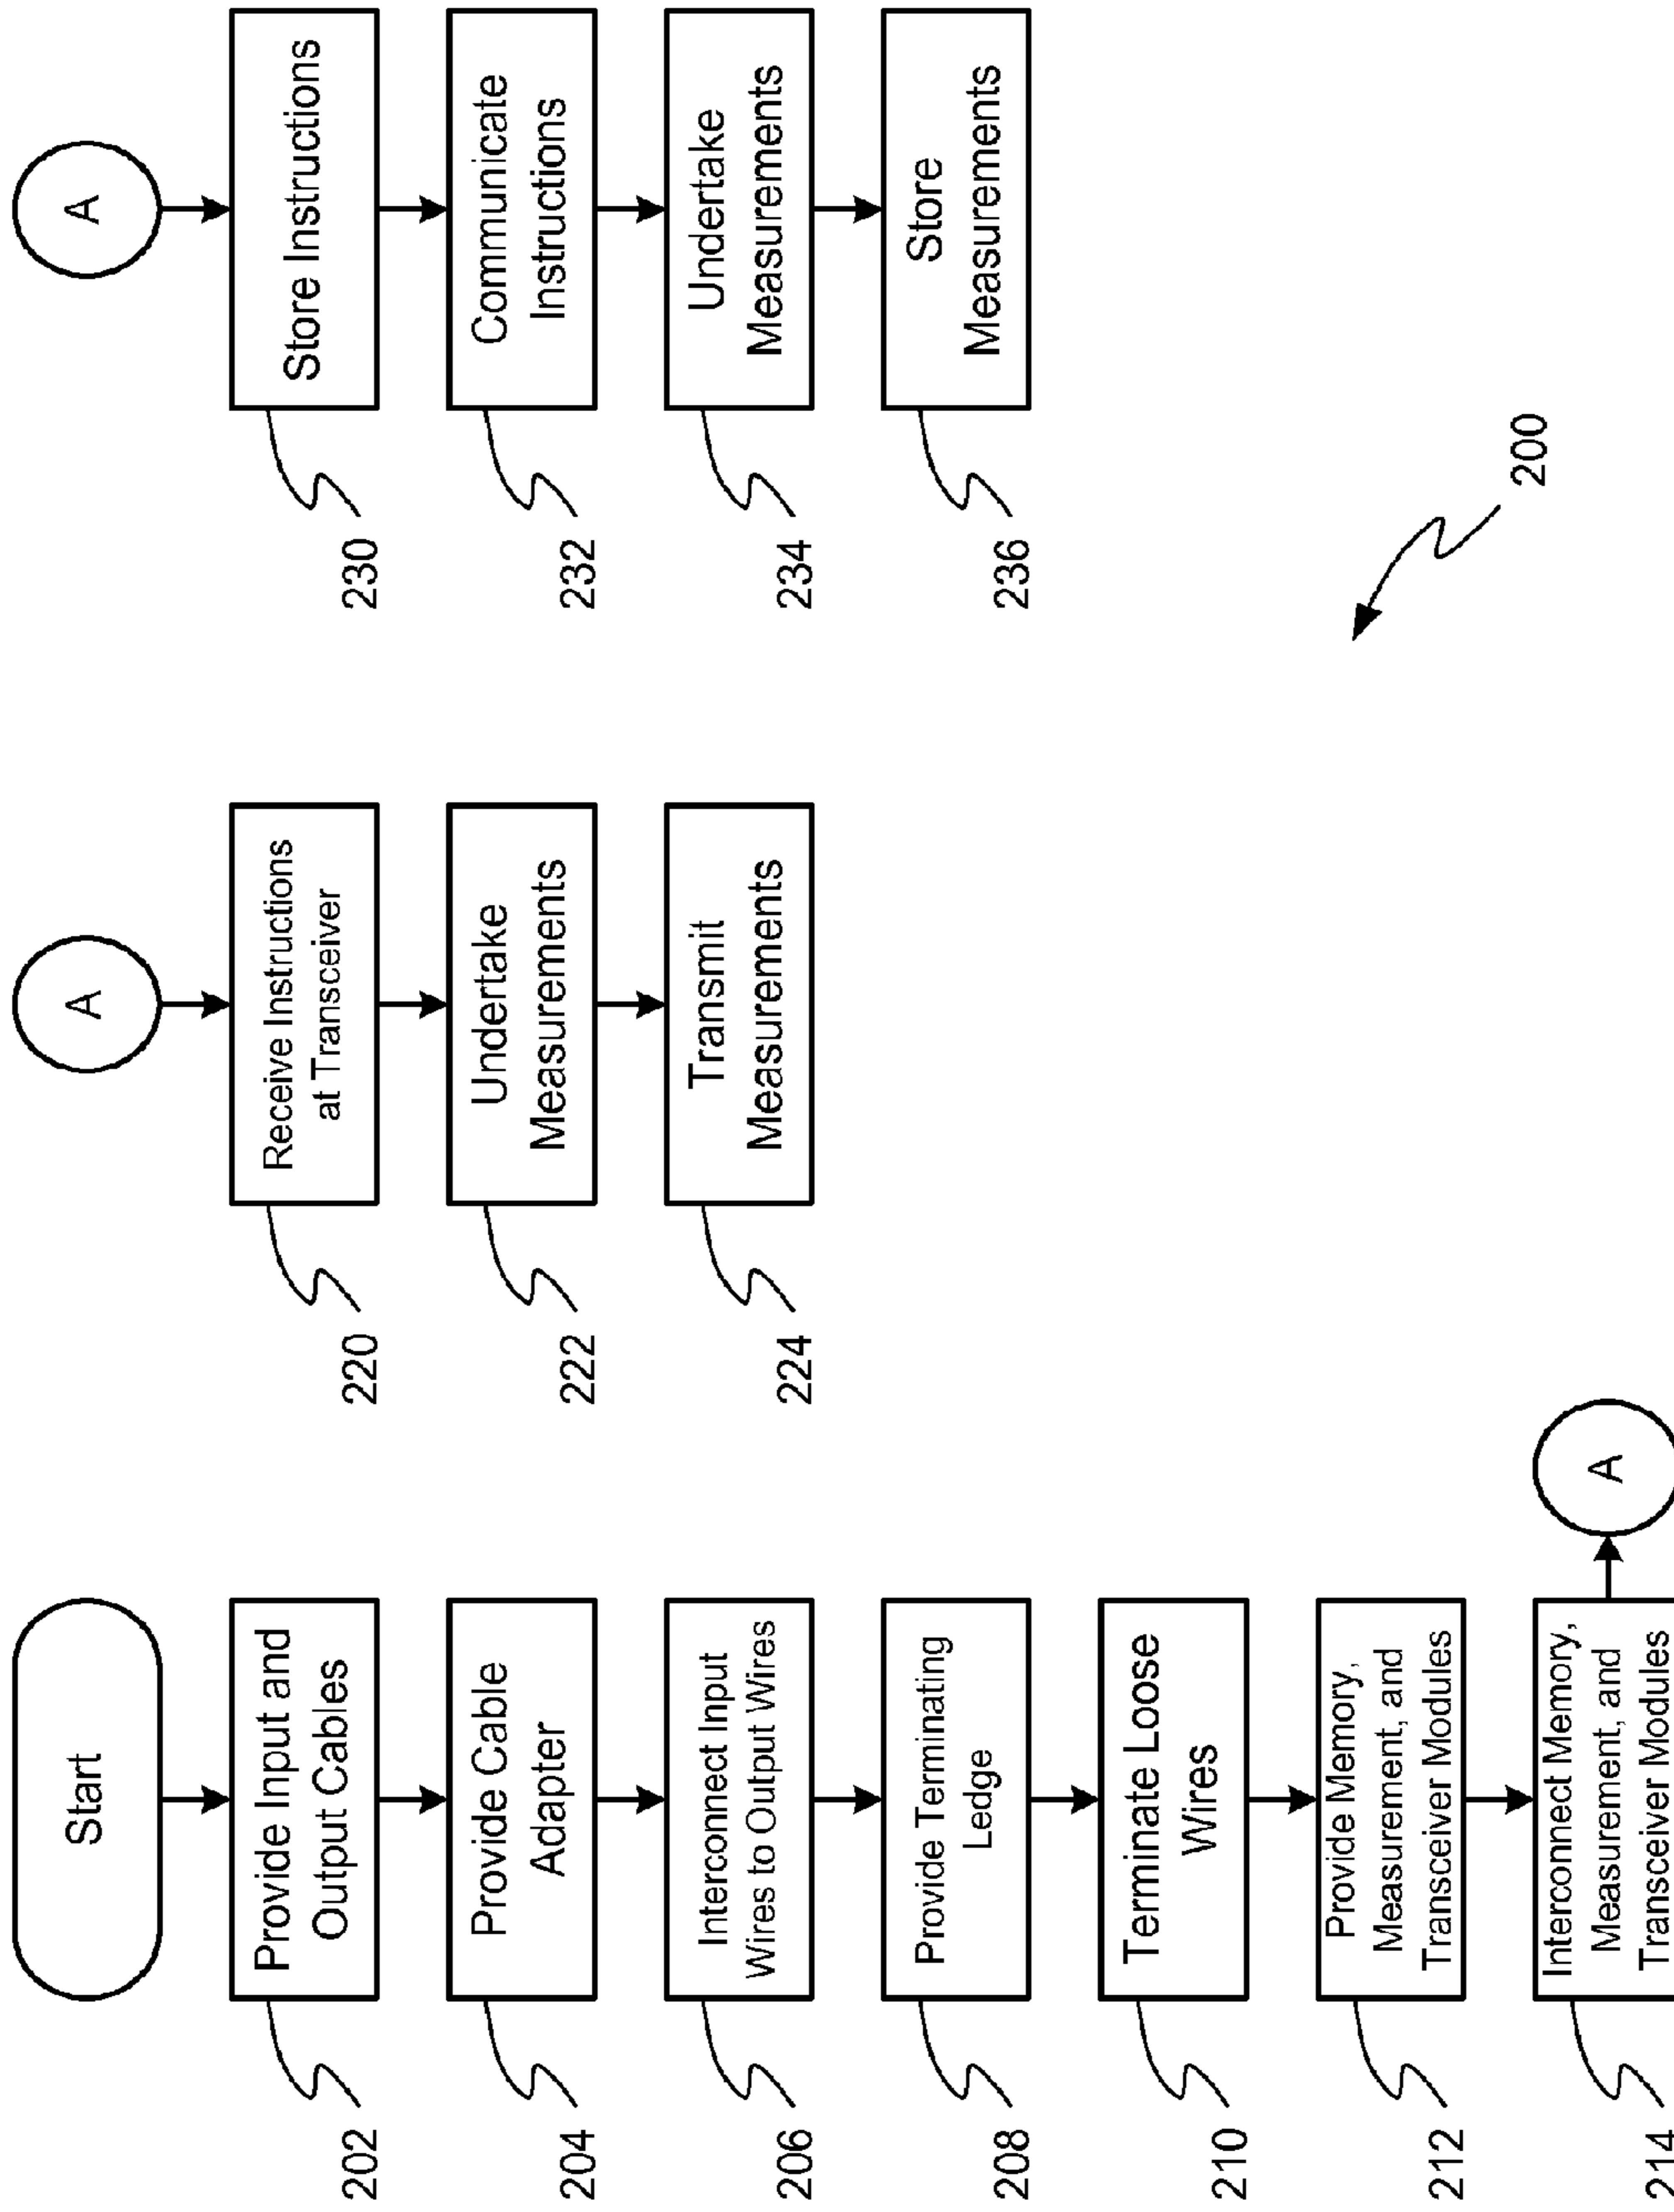 Start
202
Provide Input and
Output Cables
204
Provide Cable
Adapter
206
Interconnect Input
Wires to Output Wires
208
Provide Terminating
Ledge
210
Terminate Loose
Wires
212
Provide Memory,
Measurement, and
Transceiver Modules
214
Interconnect Memory,
Measurement, and
Transceiver Modules
A
A
220
Receive Instructions
at Transceiver
222
Undertake
Measurements
224
Transmit
Measurements
A
230
Store Instructions
232
Communicate
Instructions
234
Undertake
Measurements
236
Store
Measurements
200